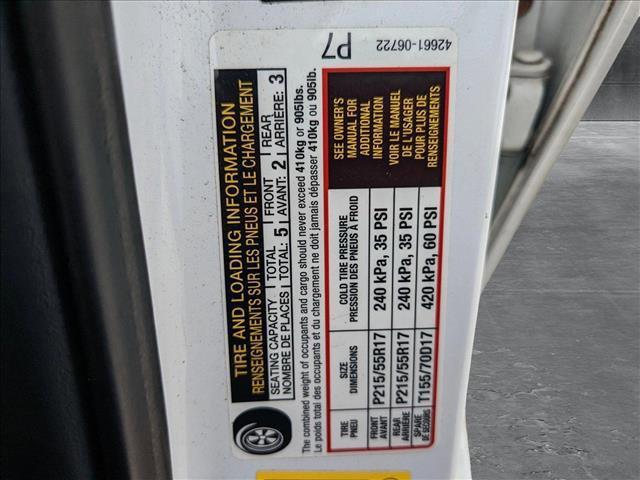 TIRE AND LOADING INFORMATION
RENSEIGNEMENTS SUR LES PNEUS ET LE CHARGEMENT
SEATING CAPACITY TOTAL 5 FRONT 2 REAR 3
NOMBRE DE PLACES TOTAL: AVANT: ARRIÈRE:
The combined weight of occupants and cargo should never exceed 410kg or 905lbs.
Le poids total des occupants et du chargement ne doit jamais dépasser 410kg ou 905lb.
TIRE SIZE COLD TIRE PRESSURE
PNEU DIMENSIONS PRESSION DES PNEUS À FROID
FRONT P215/55R17 240 kPa, 35 PSI
AVANT
REAR P215/55R17 240 kPa, 35 PSI
ARRIÈRE
SPARE T155/70D17 420 kPa, 60 PSI
DE SECOURS
SEE OWNER'S
MANUAL FOR
ADDITIONAL
INFORMATION
VOIR LE MANUEL
DE L'USAGER
POUR PLUS DE
RENSEIGNEMENTS
P7
42661-06722